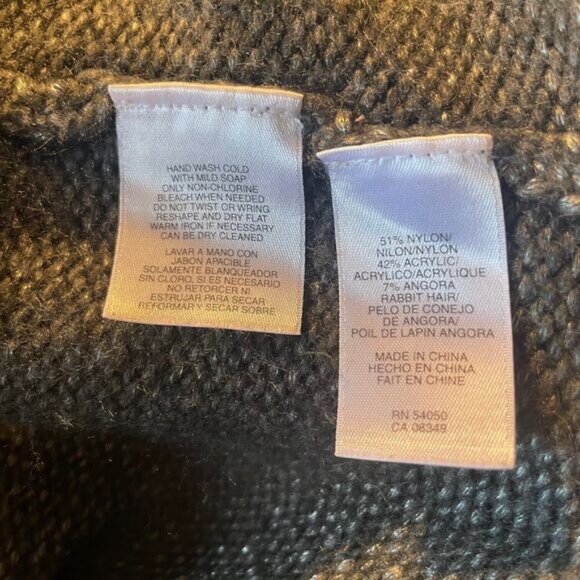 HAND WASH COLD
WITH MILD SOAP
ONLY NON-CHLORINE
BLEACH WHEN NEEDED
DO NOT TWIST OR WRING
RESHAPE AND DRY FLAT
WARM IRON IF NECESSARY
CAN BE DRY CLEANED
LAVAR A MANO CON
JABON APACIBLE
SOLAMENTE BLANQUEADOR
SIN CLORO, SI ES NECESARIO
NO RETORCER NI
ESTRUJAR PARA SECAR
REFORMAR Y SECAR SOBRE
51% NYLON/
NILON/NYLON
42% ACRYLIC/
ACRILICO/ACRYLIQUE
7% ANGORA
RABBIT HAIR/
PELO DE CONEJO
DE ANGORA/
POIL DE LAPIN ANGORA
MADE IN CHINA
HECHO EN CHINA
FAIT EN CHINE
RN 54050
CA 08349